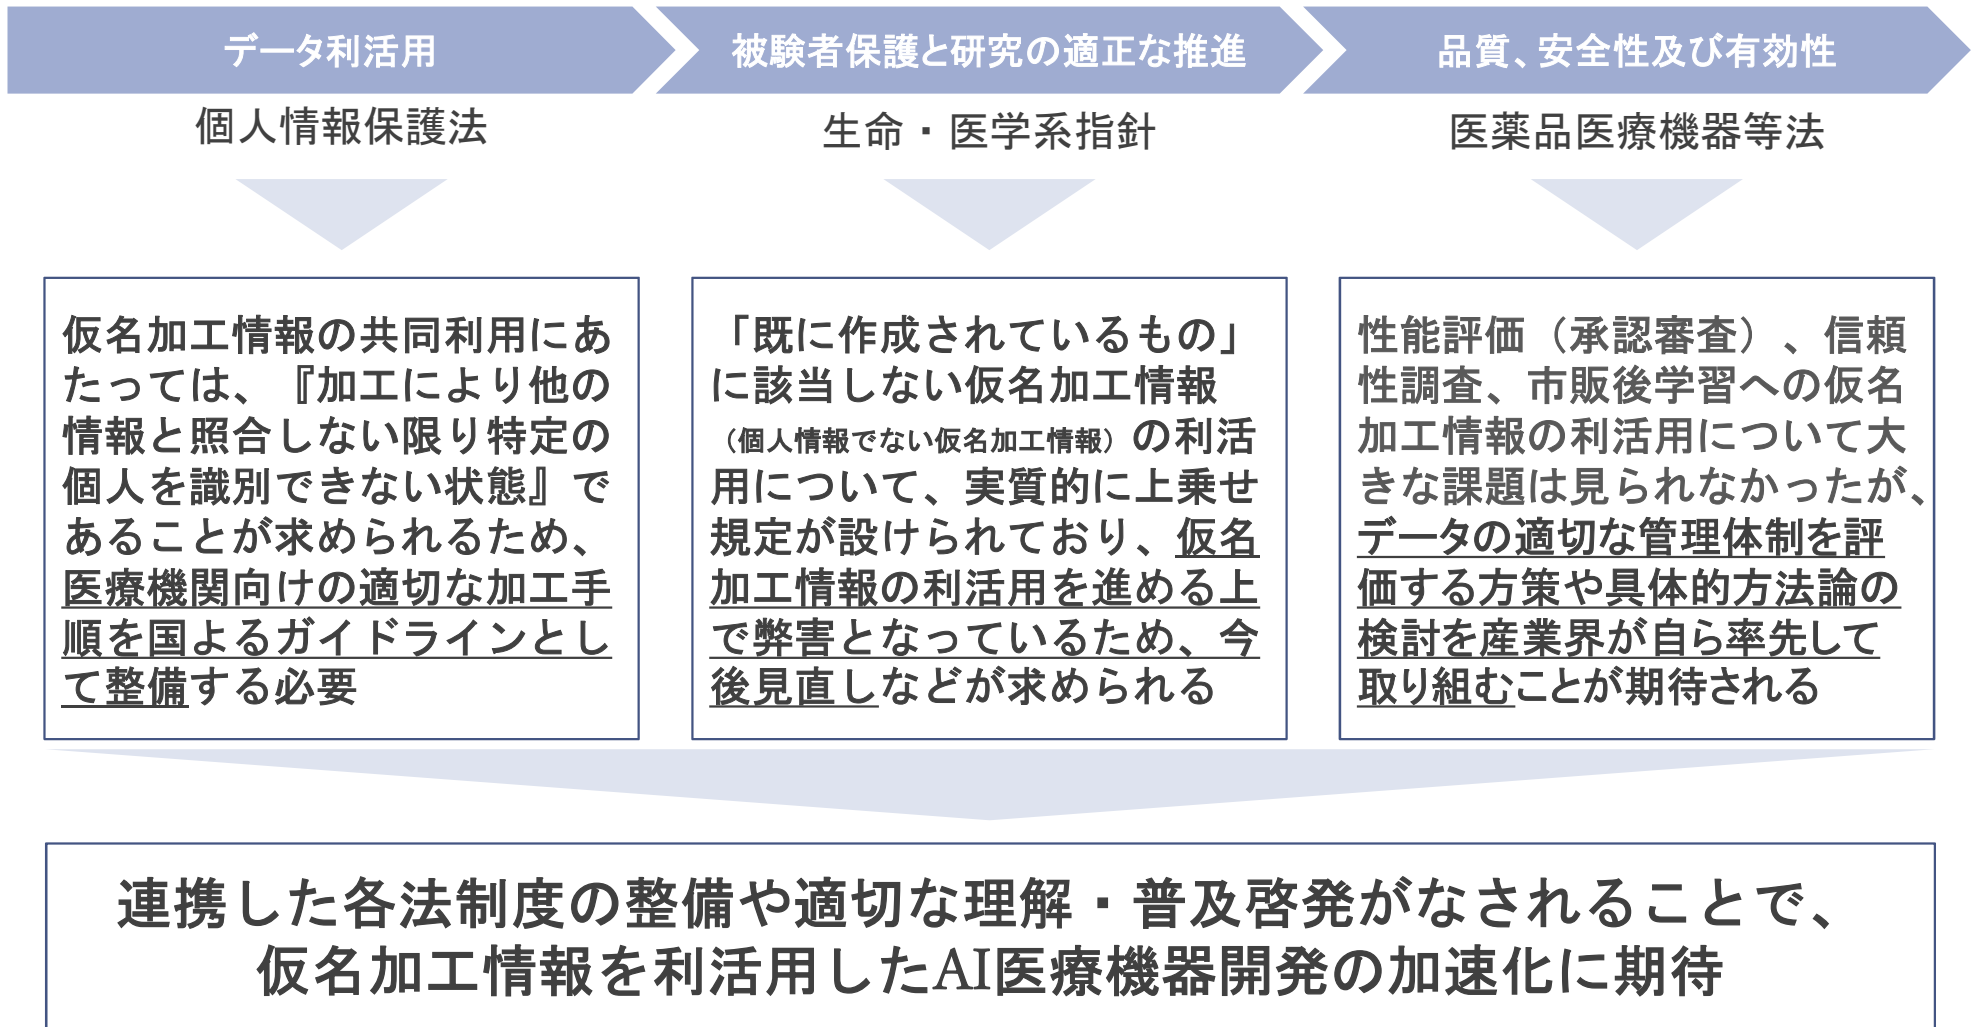 データ利活用
個人情報保護法
仮名加工情報の共同利用にあ
たっては、『加工により他の
情報と照合しない限り特定の
個人を識別できない状態』で
あることが求められるため、
医療機関向けの適切な加工手
順を国よるガイドラインとし
て整備する必要
被験者保護と研究の適正な推進
生命・医学系指針
「既に作成されているもの」
に該当しない仮名加工情報
（個人情報でない仮名加工情報）の利活
用について、実質的に上乗せ
規定が設けられており、仮名
加工情報の利活用を進める上
で弊害となっているため、今
後見直しなどが求められる
品質、安全性及び有効性
医薬品医療機器等法
性能評価（承認審査）、信頼
性調査、市販後学習への仮名
加工情報の利活用について大
きな課題は見られなかったが、
データの適切な管理体制を評
価する方策や具体的方法論の
検討を産業界が自ら率先して
取り組むことが期待される
連携した各法制度の整備や適切な理解・普及啓発がなされることで、
仮名加工情報を利活用したAI医療機器開発の加速化に期待